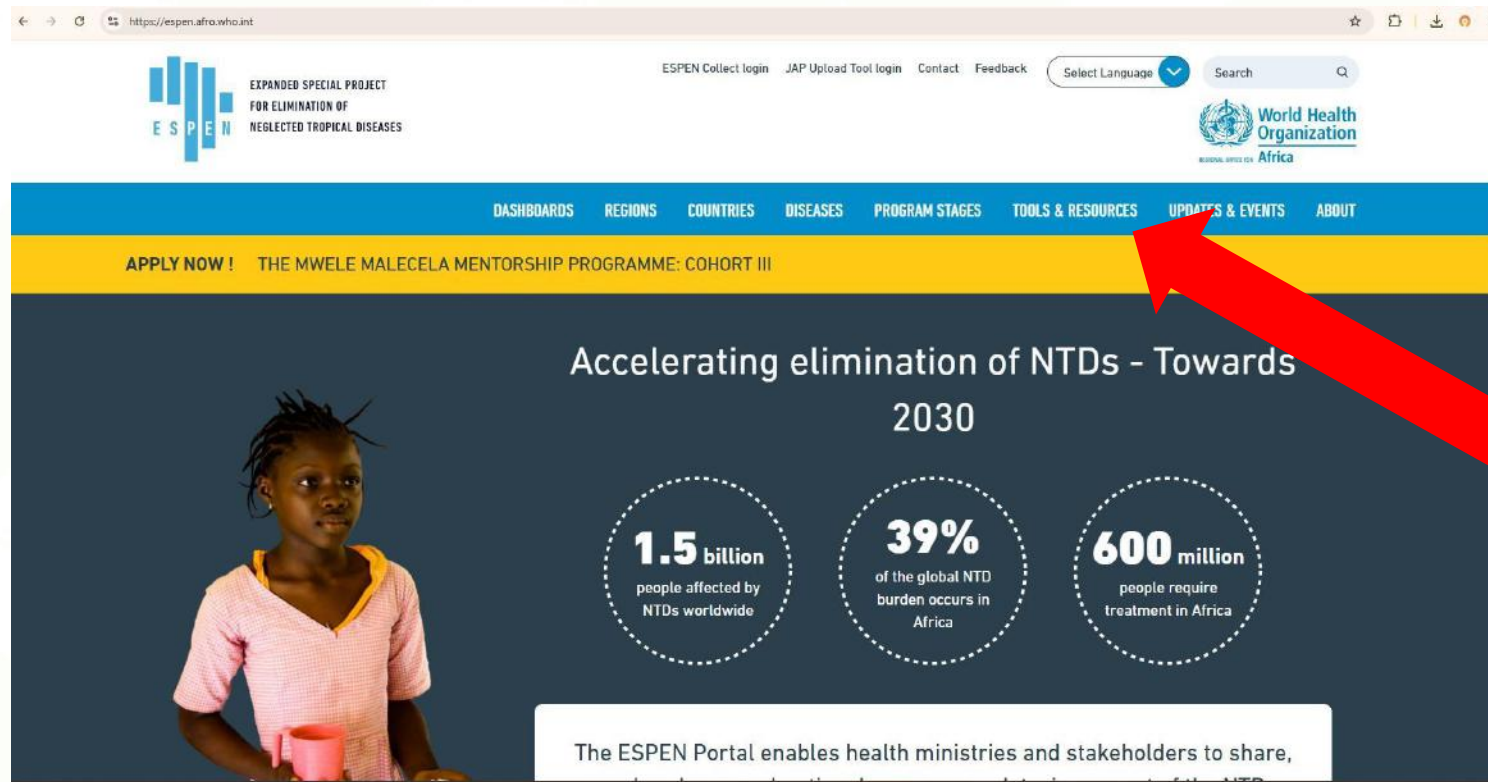 https://espen.afro.who.int
ESPEN Collect login JAP Upload Tool login Contact Feedback Select Language Search
EXPANDED SPECIAL PROJECT
FOR ELIMINATION OF
NEGLECTED TROPICAL DISEASES
ESPEN
World Health
Organization
Africa
DASHBOARDS REGIONS COUNTRIES DISEASES PROGRAM STAGES TOOLS & RESOURCES UPDATES & EVENTS ABOUT
APPLY NOW ! THE MWELE MALECELA MENTORSHIP PROGRAMME: COHORT III
Accelerating elimination of NTDs - Towards
2030
1.5 billion
people affected by
NTDs worldwide
39%
of the global NTD
burden occurs in
Africa
600 million
people require
treatment in Africa
The ESPEN Portal enables health ministries and stakeholders to share,